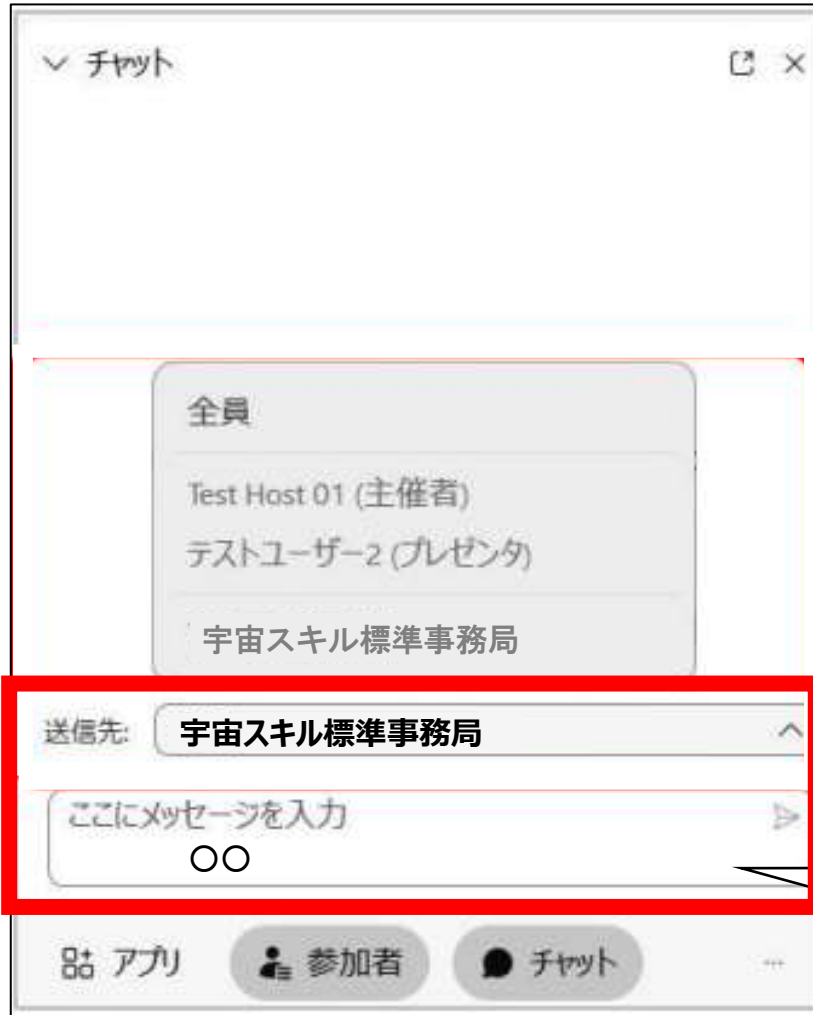 チャット
全員
Test Host 01 (主催者)
テストユーザー2 (プレゼンタ)
宇宙スキル標準事務局
送信先: 宇宙スキル標準事務局
ここにメッセージを入力
〇〇
アプリ 参加者 チャット